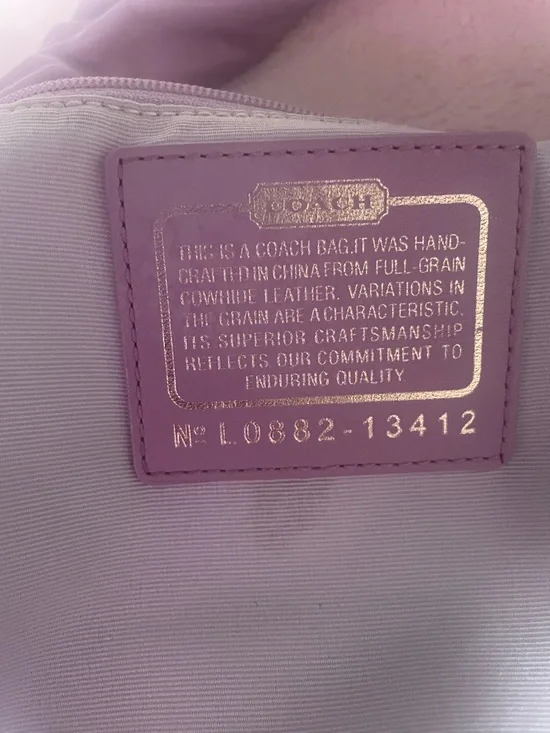 COACH
THIS IS A COACH BAG.IT WAS HAND-
CRAFTED IN CHINA FROM FULL-GRAIN
COWHIDE LEATHER. VARIATIONS IN
THE GRAIN ARE A CHARACTERISTIC.
ITS SUPERIOR CRAFTSMANSHIP
REFLECTS OUR COMMITMENT TO
ENDURING QUALITY
Nº L0882-13412